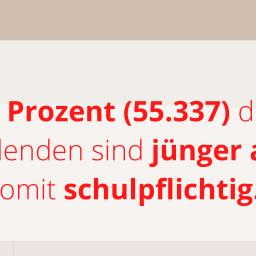 Prozent (55.337) d
lenden sind jünger a
omit schulpflichtig.